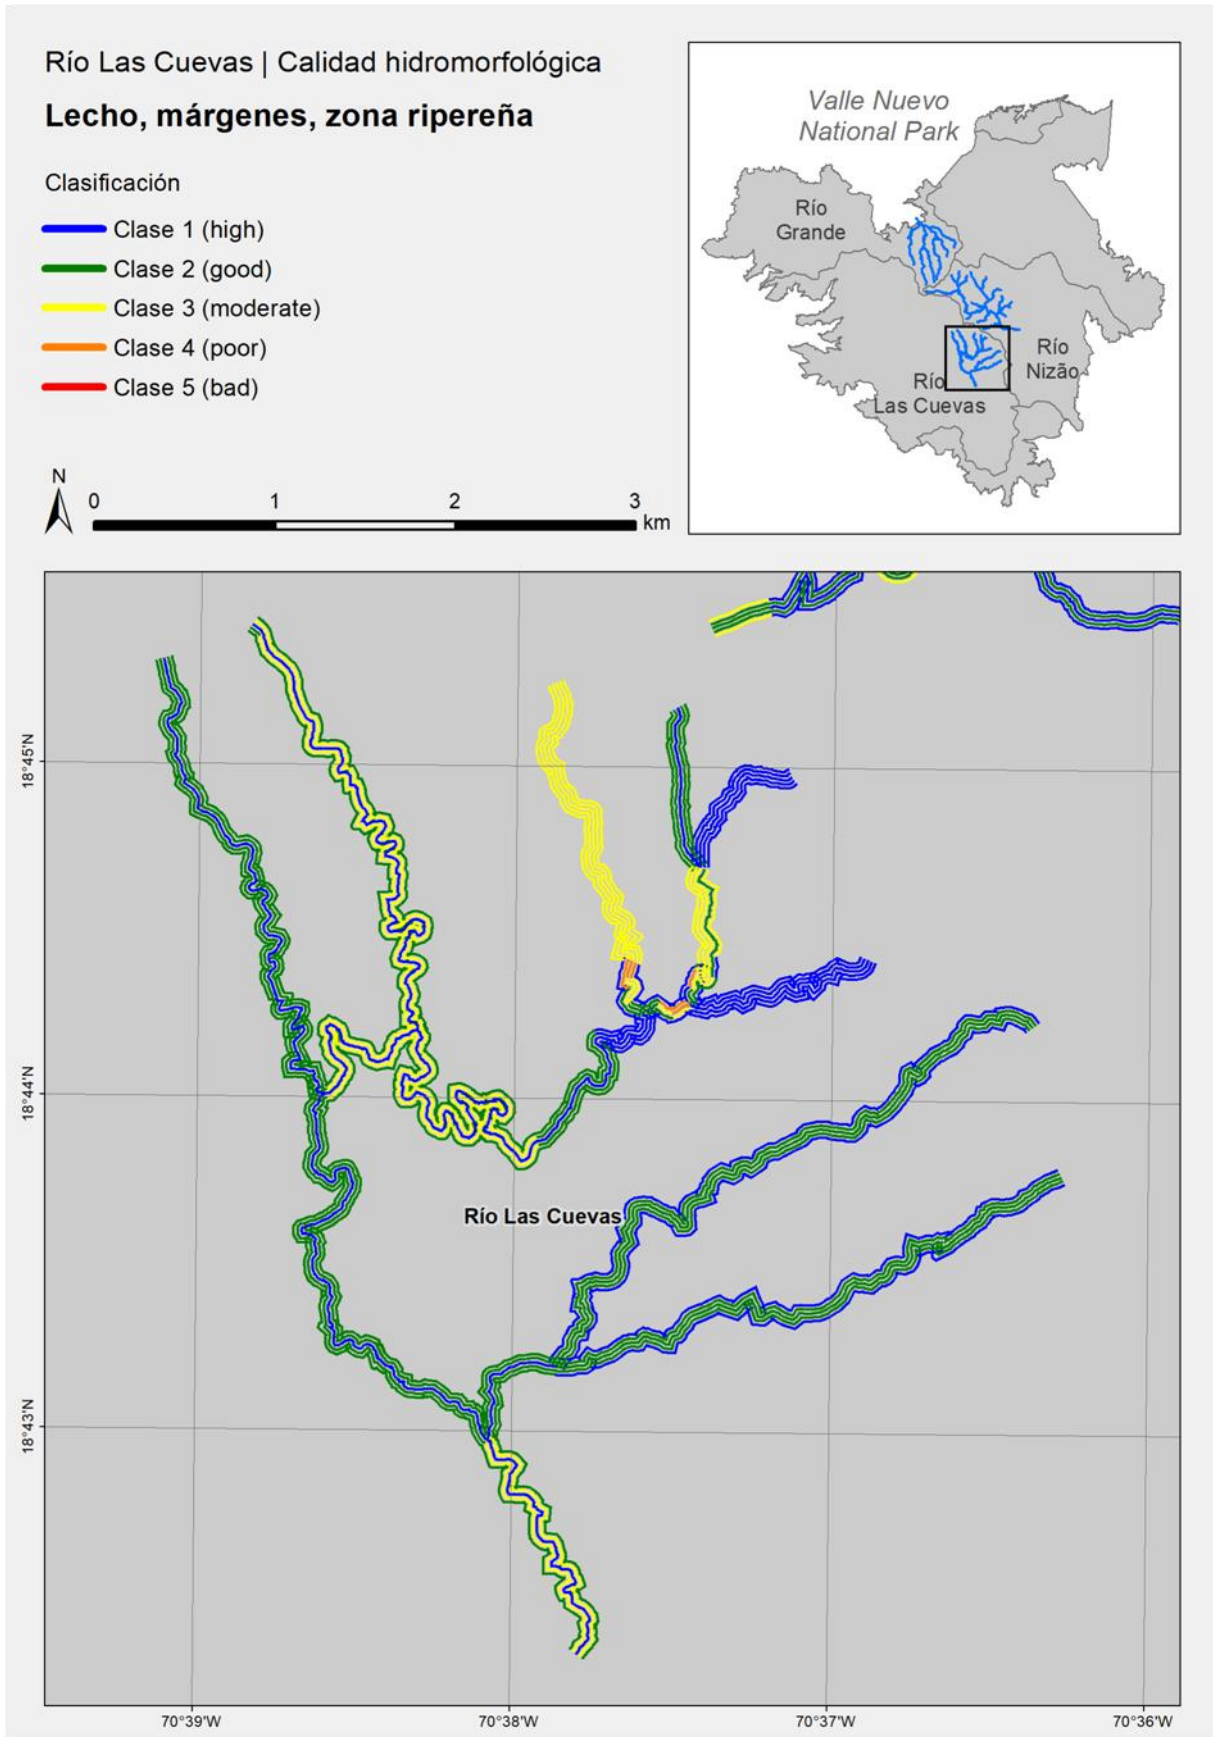 Río Las Cuevas | Calidad hidromorfológica
Lecho, márgenes, zona ripereña
Clasificación
Clase 1 (high)
Clase 2 (good)
Clase 3 (moderate)
Clase 4 (poor)
Clase 5 (bad)
N
0 1 2 3
km
Valle Nuevo
National Park
Río
Grande
Río
Nizão
Río
Las Cuevas
18°45'N
18°44'N
Río Las Cuevas
18°43'N
70°39'W 70°38'W 70°37'W 70°36'W